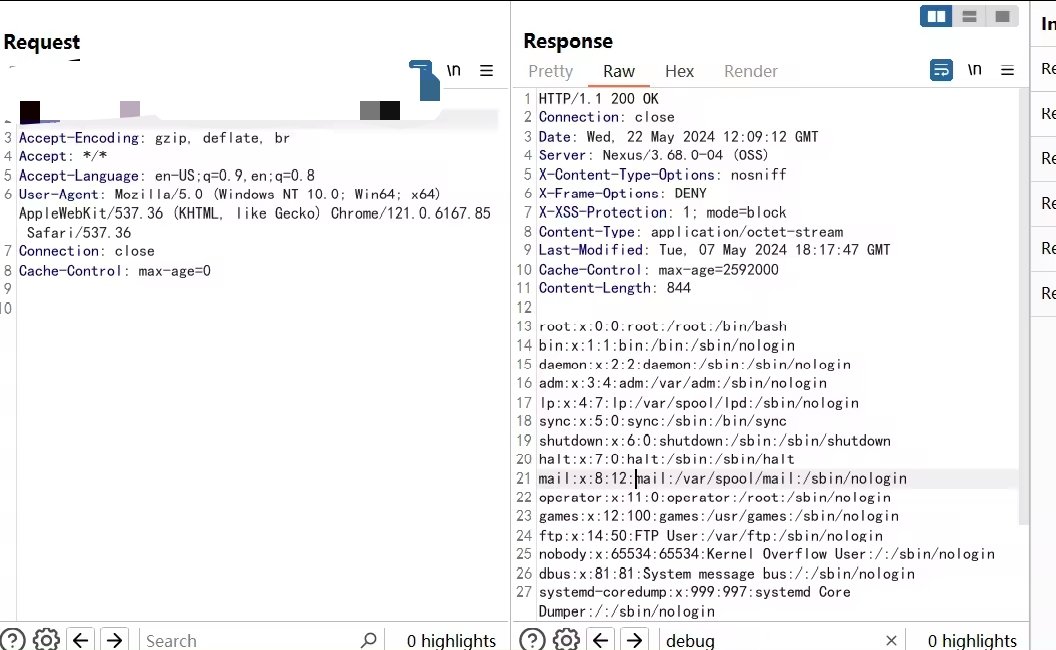 Request
\n
3 Accept-Encoding: gzip, deflate, br
4 Accept: */*
5 Accept-Language: en-US;q=0.9,en;q=0.8
6 User-Agent: Mozilla/5.0 (Windows NT 10.0; Win64; x64)
AppleWebKit/537.36 (KHTML, like Gecko) Chrome/121.0.6167.85
Safari/537.36
7 Connection: close
8 Cache-Control: max-age=0
9
10
Search
0 highlights
Response
Pretty Raw Hex Render
\n
1 HTTP/1.1 200 OK
2 Connection: close
3 Date: Wed, 22 May 2024 12:09:12 GMT
4 Server: Nexus/3.68.0-04 (OSS)
5 X-Content-Type-Options: nosniff
6 X-Frame-Options: DENY
7 X-XSS-Protection: 1; mode=block
8 Content-Type: application/octet-stream
9 Last-Modified: Tue, 07 May 2024 18:17:47 GMT
10 Cache-Control: max-age=2592000
11 Content-Length: 844
12
13 root:x:0:0:root:/root:/bin/bash
14 bin:x:1:1:bin:/bin:/sbin/nologin
15 daemon:x:2:2:daemon:/sbin:/sbin/nologin
16 adm:x:3:4:adm:/var/adm:/sbin/nologin
17 lp:x:4:7:lp:/var/spool/lpd:/sbin/nologin
18 sync:x:5:0:sync:/sbin:/bin/sync
19 shutdown:x:6:0:shutdown:/sbin:/sbin/shutdown
20 halt:x:7:0:halt:/sbin:/sbin/halt
21 mail:x:8:12:mail:/var/spool/mail:/sbin/nologin
22 operator:x:11:0:operator:/root:/sbin/nologin
23 games:x:12:100:games:/usr/games:/sbin/nologin
24 ftp:x:14:50:FTP User:/var/ftp:/sbin/nologin
25 nobody:x:65534:65534:Kernel Overflow User:/:/sbin/nologin
26 dbus:x:81:81:System message bus:/:/sbin/nologin
27 systemd-coredump:x:999:997:systemd Core
Dumper:/:/sbin/nologin
debug
0 highlights